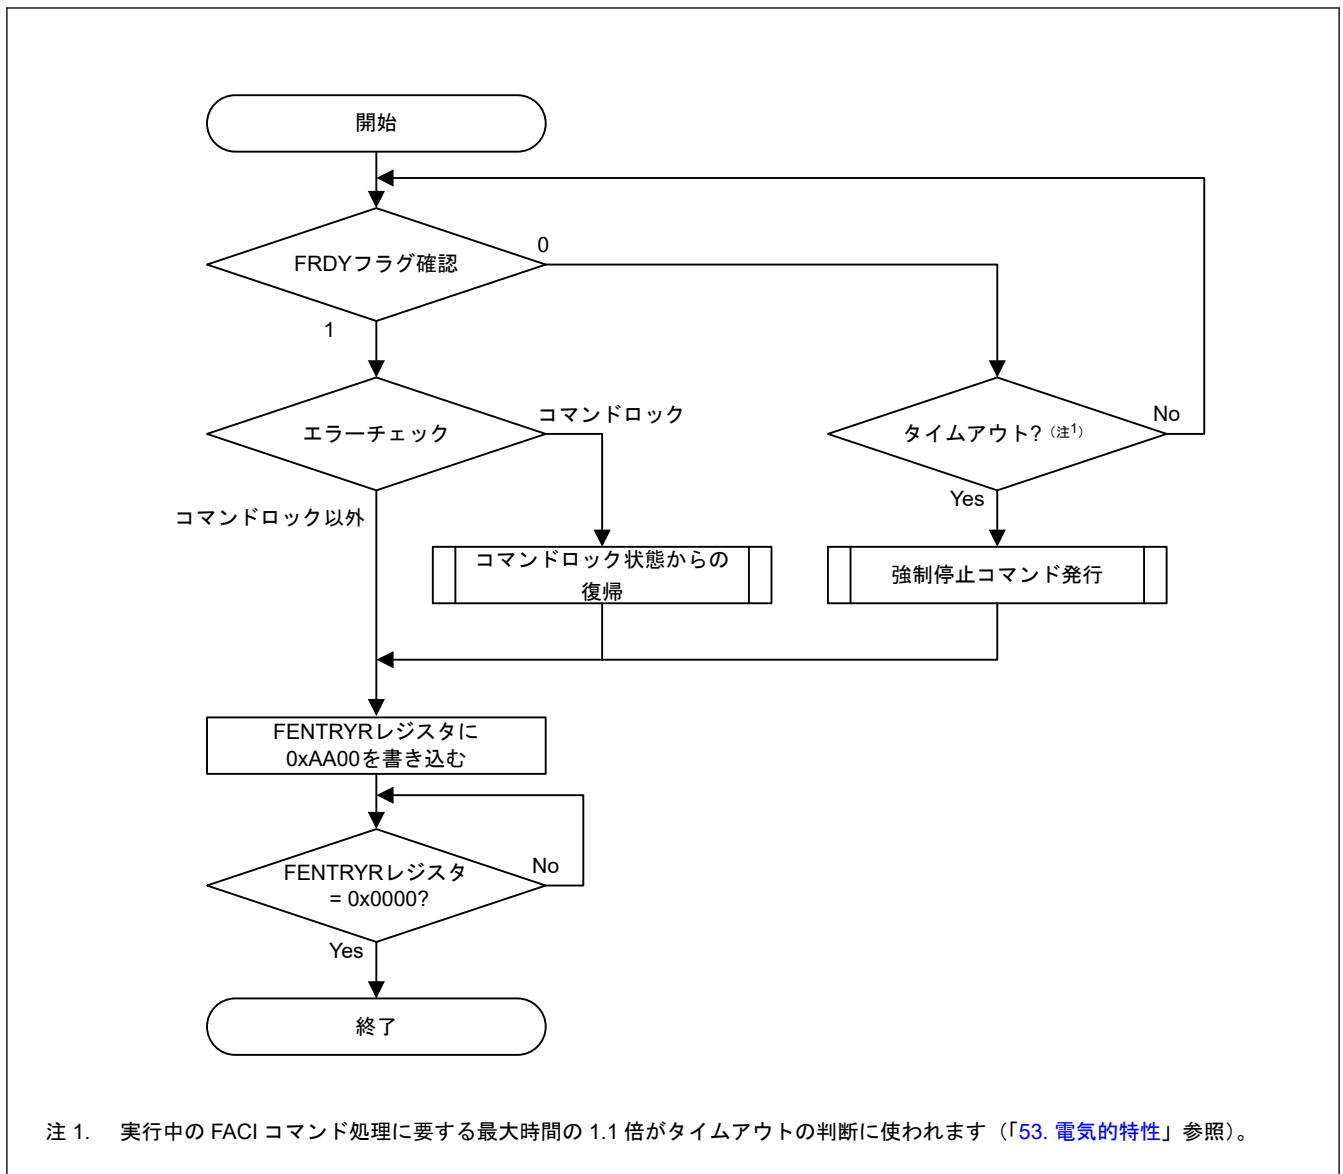 開始
FRDYフラグ確認
0
1
エラーチェック
コマンドロック
タイムアウト? (注1)
No
コマンドロック以外
Yes
コマンドロック状態からの
復帰
強制停止コマンド発行
FENTRYRレジスタに
0xAA00を書き込む
FENTRYRレジスタ
= 0x0000?
No
Yes
終了
注 1. 実行中の FACI コマンド処理に要する最大時間の 1.1 倍がタイムアウトの判断に使われます（「53. 電気的特性」参照）。